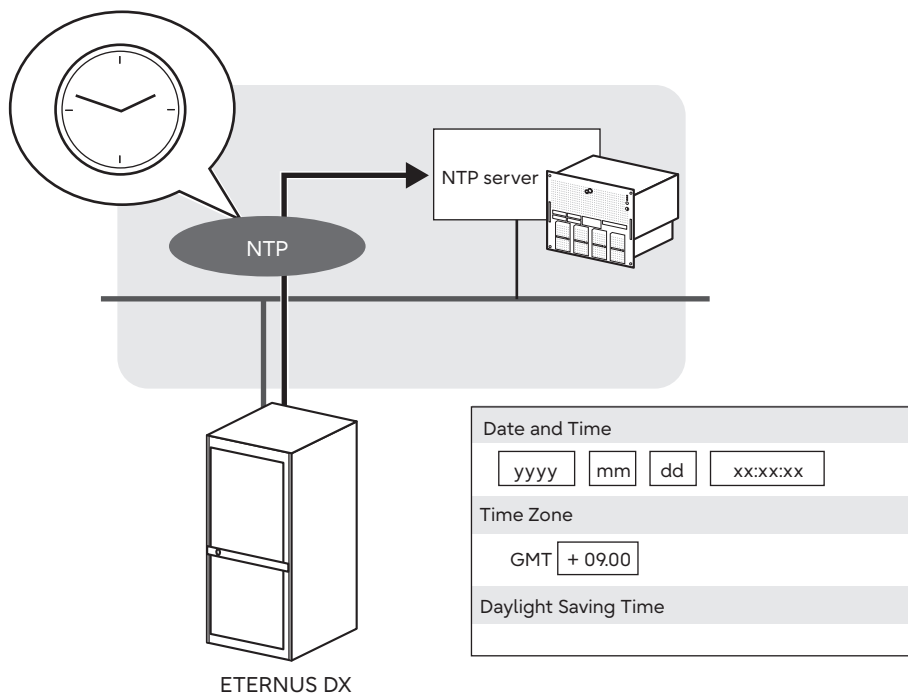 NTP server
NTP
Date and Time
yyyy mm dd xx:xx:xx
Time Zone
GMT + 09.00
Daylight Saving Time
ETERNUS DX